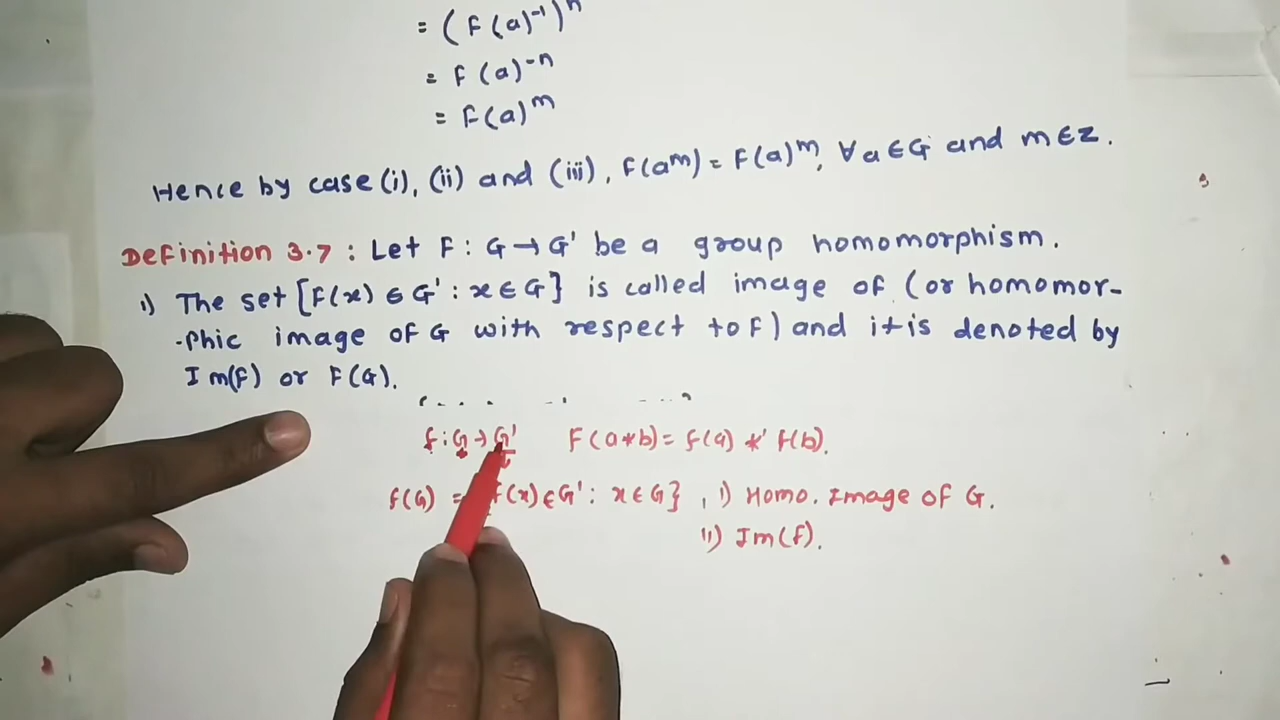 = (F(a)⁻¹)ⁿ
= F(a)⁻ⁿ
= F(a)ᵐ
Hence by case (i), (ii) and (iii), F(aᵐ) = F(a)ᵐ, ∀a∈G and m∈Z.
Definition 3.7 : Let F : G → G' be a group homomorphism.
i) The set [F(x) ∈ G' : x ∈ G} is called image of (or homomor-
-phic image of G with respect to F) and it is denoted by
Im(F) or F(G).
f : G → G' F(a*b) = f(a) *' f(b).
f(G) = f(x) ∈ G' : x ∈ G} , i) Homo. Image of G.
ii) Im(f).